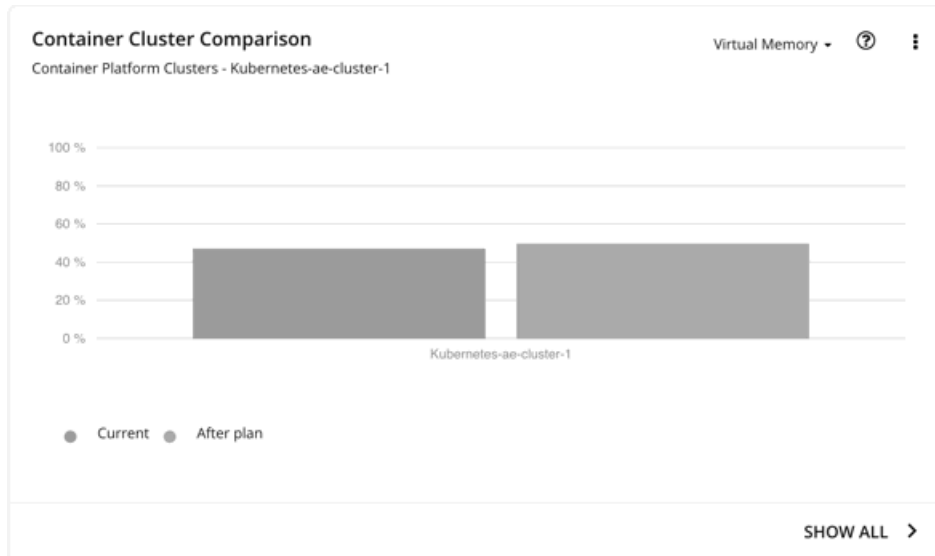 Container Cluster Comparison
Virtual Memory
Container Platform Clusters - Kubernetes-ae-cluster-1
100 %
80 %
60 %
40 %
20 %
0 %
Kubernetes-ae-cluster-1
Current
After plan
SHOW ALL